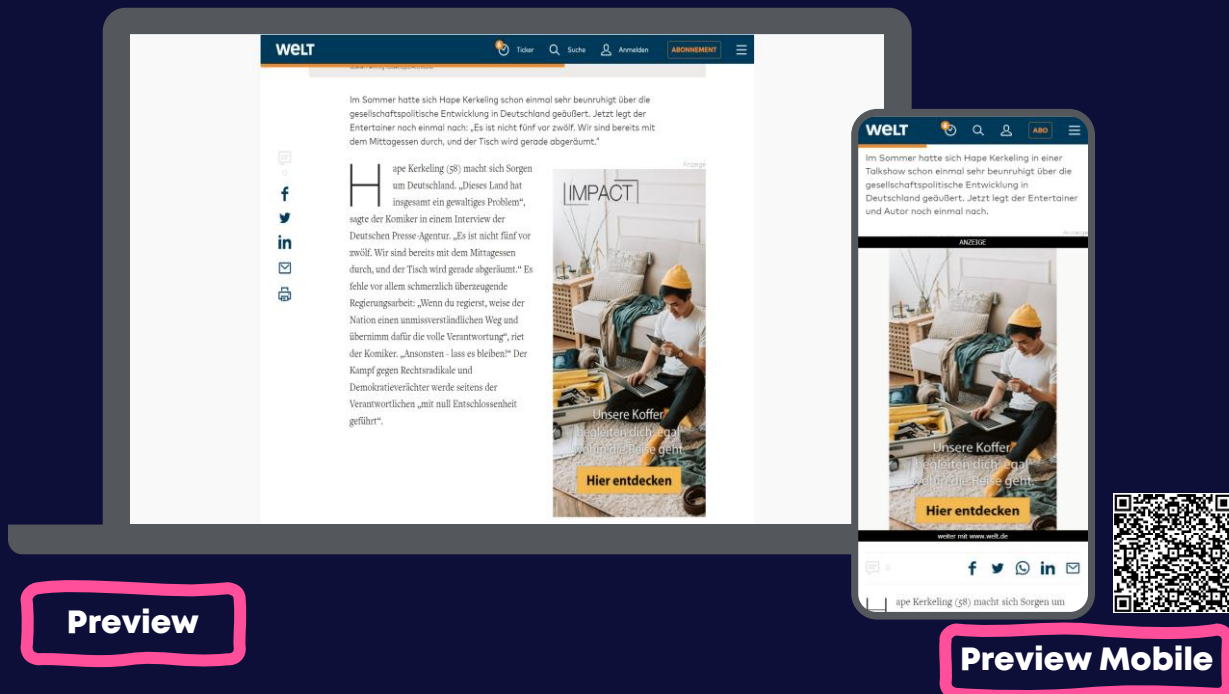 WELT
Ticker
Suche
Anmelden
ABONNEMENT
Im Sommer hatte sich Hape Kerkeling schon einmal sehr beunruhigt über die
gesellschaftspolitische Entwicklung in Deutschland geäußert. Jetzt legt der
Entertainer noch einmal nach: „Es ist nicht fünf vor zwölf. Wir sind bereits mit
dem Mittagessen durch, und der Tisch wird gerade abgeräumt.“
0
Hape Kerkeling (58) macht sich Sorgen
um Deutschland. „Dieses Land hat
insgesamt ein gewaltiges Problem“,
sagte der Komiker in einem Interview der
Deutschen Presse-Agentur. „Es ist nicht fünf vor
zwölf. Wir sind bereits mit dem Mittagessen
durch, und der Tisch wird gerade abgeräumt.“ Es
fehle vor allem schmerzlich überzeugende
Regierungsarbeit: „Wenn du regierst, weise der
Nation einen unmissverständlichen Weg und
übernimm dafür die volle Verantwortung“, riet
der Komiker. „Ansonsten - lass es bleiben!“ Der
Kampf gegen Rechtsradikale und
Demokratieverächter werde seitens der
Verantwortlichen „mit null Entschlossenheit
geführt“.
Anzeige
IMPACT
Unsere Koffer
begleiten dich, egal
wohin die Reise geht.
Hier entdecken
WELT
ABO
Im Sommer hatte sich Hape Kerkeling in einer
Talkshow schon einmal sehr beunruhigt über die
gesellschaftspolitische Entwicklung in
Deutschland geäußert. Jetzt legt der Entertainer
und Autor noch einmal nach.
Anzeige
ANZEIGE
Unsere Koffer
begleiten dich, egal
wohin die Reise geht.
Hier entdecken
weiter mit www.welt.de
0
Hape Kerkeling (58) macht sich Sorgen um
Preview
Preview Mobile